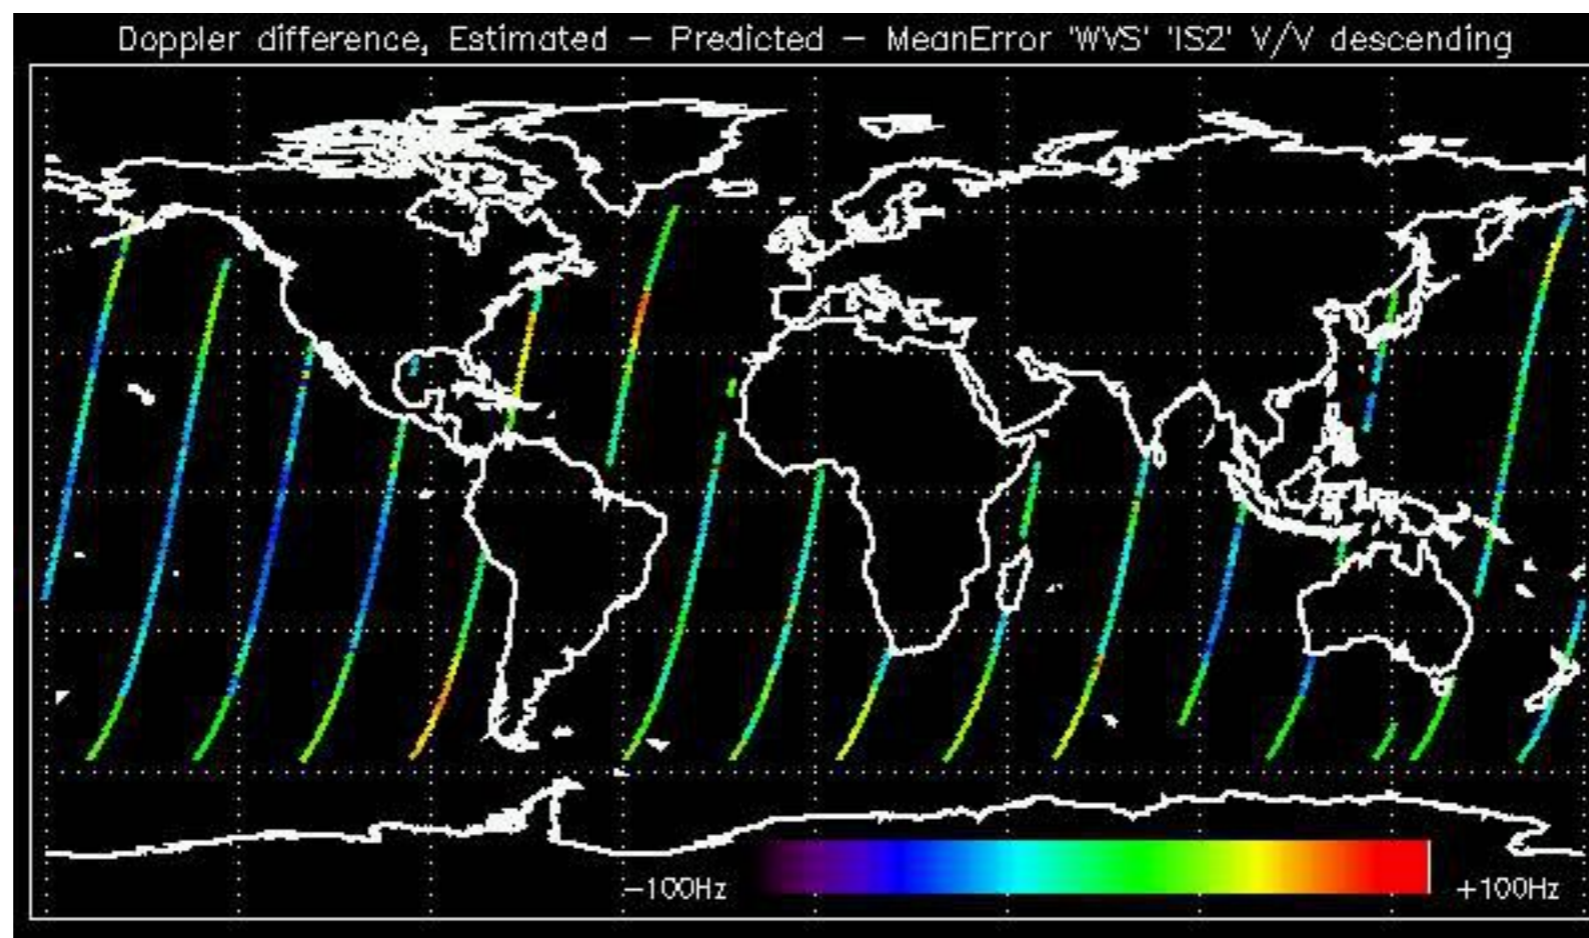 Doppler difference, Estimated – Predicted – MeanError 'WVS' 'IS2' V/V descending
–100Hz +100Hz